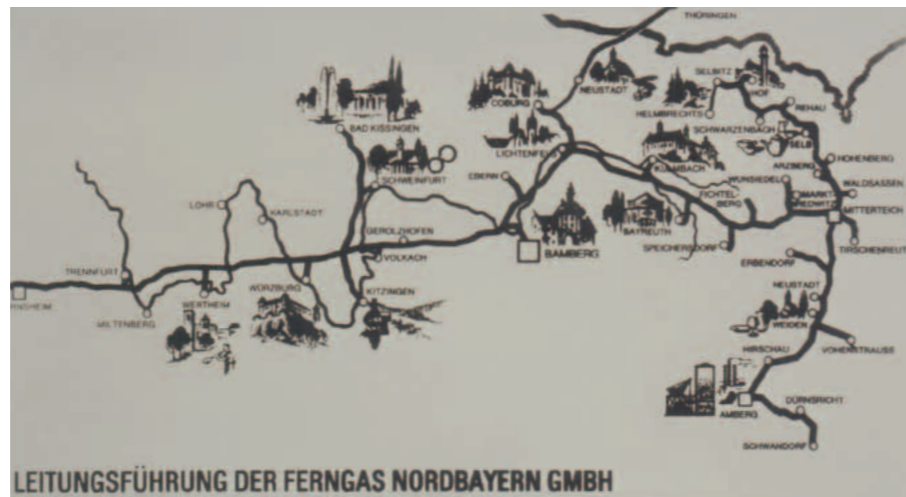 THÜRINGEN
SELBITZ
HOF
COBURG
NEUSTADT
REHAU
HELMBRECHTS
BAD KISSINGEN
SCHWARZENBACH
SELB
LICHTENFELS
HOHENBERG
KULMBACH
ARZBERG
SCHWEINFURT
EBERN
WUNSIEDEL
WALDSASSEN
LOHR
FICHTEL-
BERG
MARKT-
REDWITZ
KARLSTADT
MITTERTEICH
GEROLZHOFEN
BAYREUTH
SPEICHERSDORF
TIRSCHENREUT
BAMBERG
VOLKACH
ERBENDORF
TRENNFURT
NEUSTADT
WÜRZBURG
KITZINGEN
RNSHEIM
WERTHEIM
MILTENBERG
WEIDEN
VOHENSTRAUSS
HIRSCHAU
DÜRNSRICHT
AMBERG
SCHWANDORF
LEITUNGSFÜHRUNG DER FERNGAS NORDBAYERN GMBH